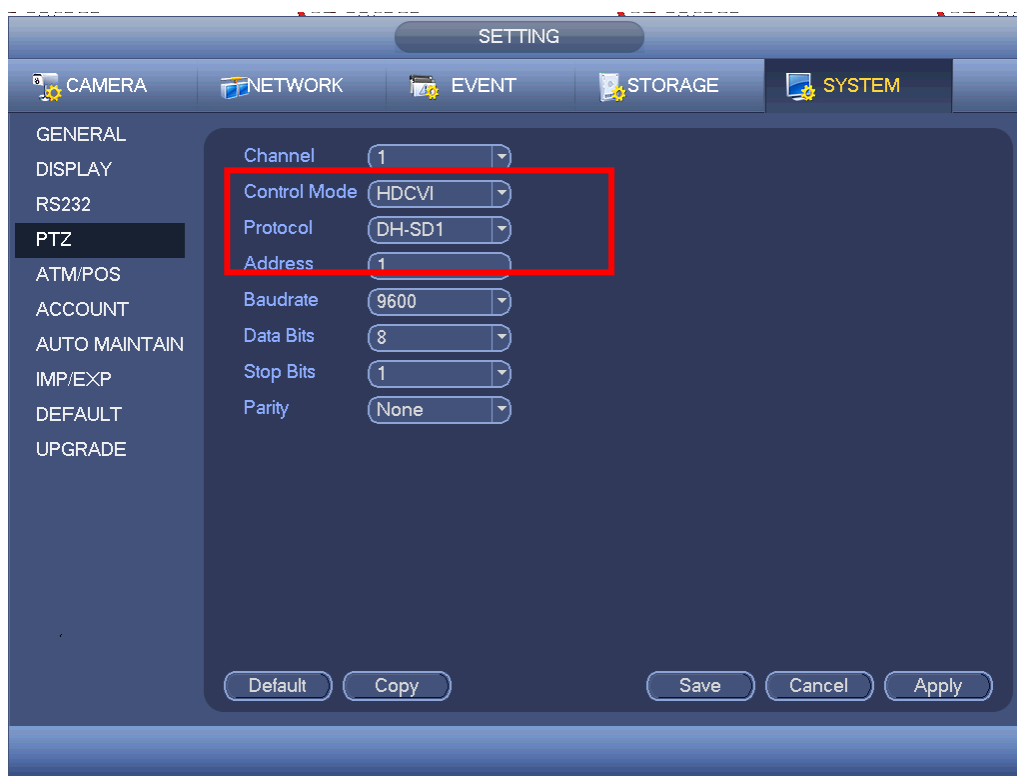 SETTING
CAMERA NETWORK EVENT STORAGE SYSTEM
GENERAL
DISPLAY
RS232
PTZ
ATM/POS
ACCOUNT
AUTO MAINTAIN
IMP/EXP
DEFAULT
UPGRADE
Channel 1
Control Mode HDCVI
Protocol DH-SD1
Address 1
Baudrate 9600
Data Bits 8
Stop Bits 1
Parity None
Default Copy Save Cancel Apply